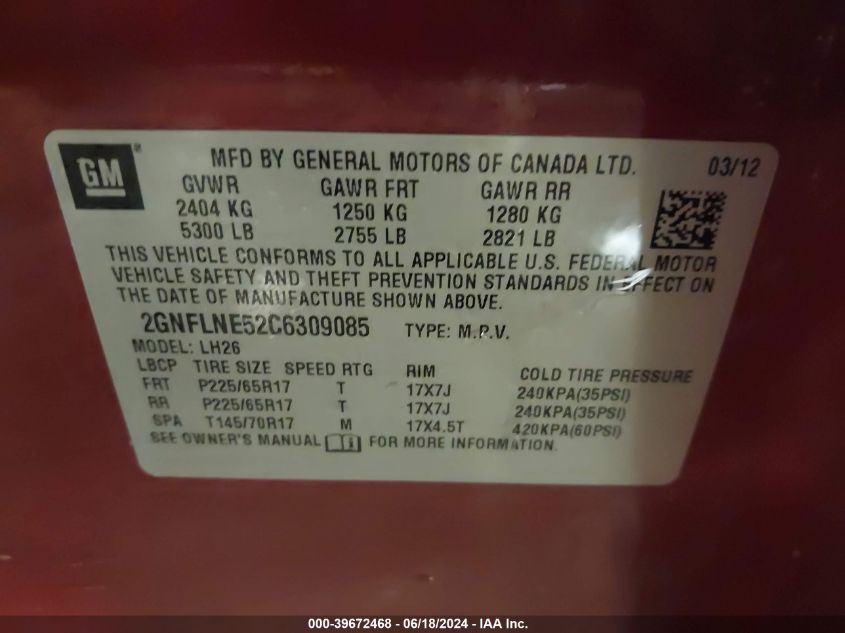 GM MFD BY GENERAL MOTORS OF CANADA LTD. 03/12
GVWR GAWR FRT GAWR RR
2404 KG 1250 KG 1280 KG
5300 LB 2755 LB 2821 LB
THIS VEHICLE CONFORMS TO ALL APPLICABLE U.S. FEDERAL MOTOR
VEHICLE SAFETY AND THEFT PREVENTION STANDARDS IN EFFECT ON
THE DATE OF MANUFACTURE SHOWN ABOVE.
2GNFLNE52C6309085 TYPE: M.P.V.
MODEL: LH26
LBCP TIRE SIZE SPEED RTG RIM COLD TIRE PRESSURE
FRT P225/65R17 T 17X7J 240KPA(35PSI)
RR P225/65R17 T 17X7J 240KPA(35PSI)
SPA T145/70R17 M 17X4.5T 420KPA(60PSI)
SEE OWNER'S MANUAL FOR MORE INFORMATION.
000-39672468 - 06/18/2024 - IAA Inc.